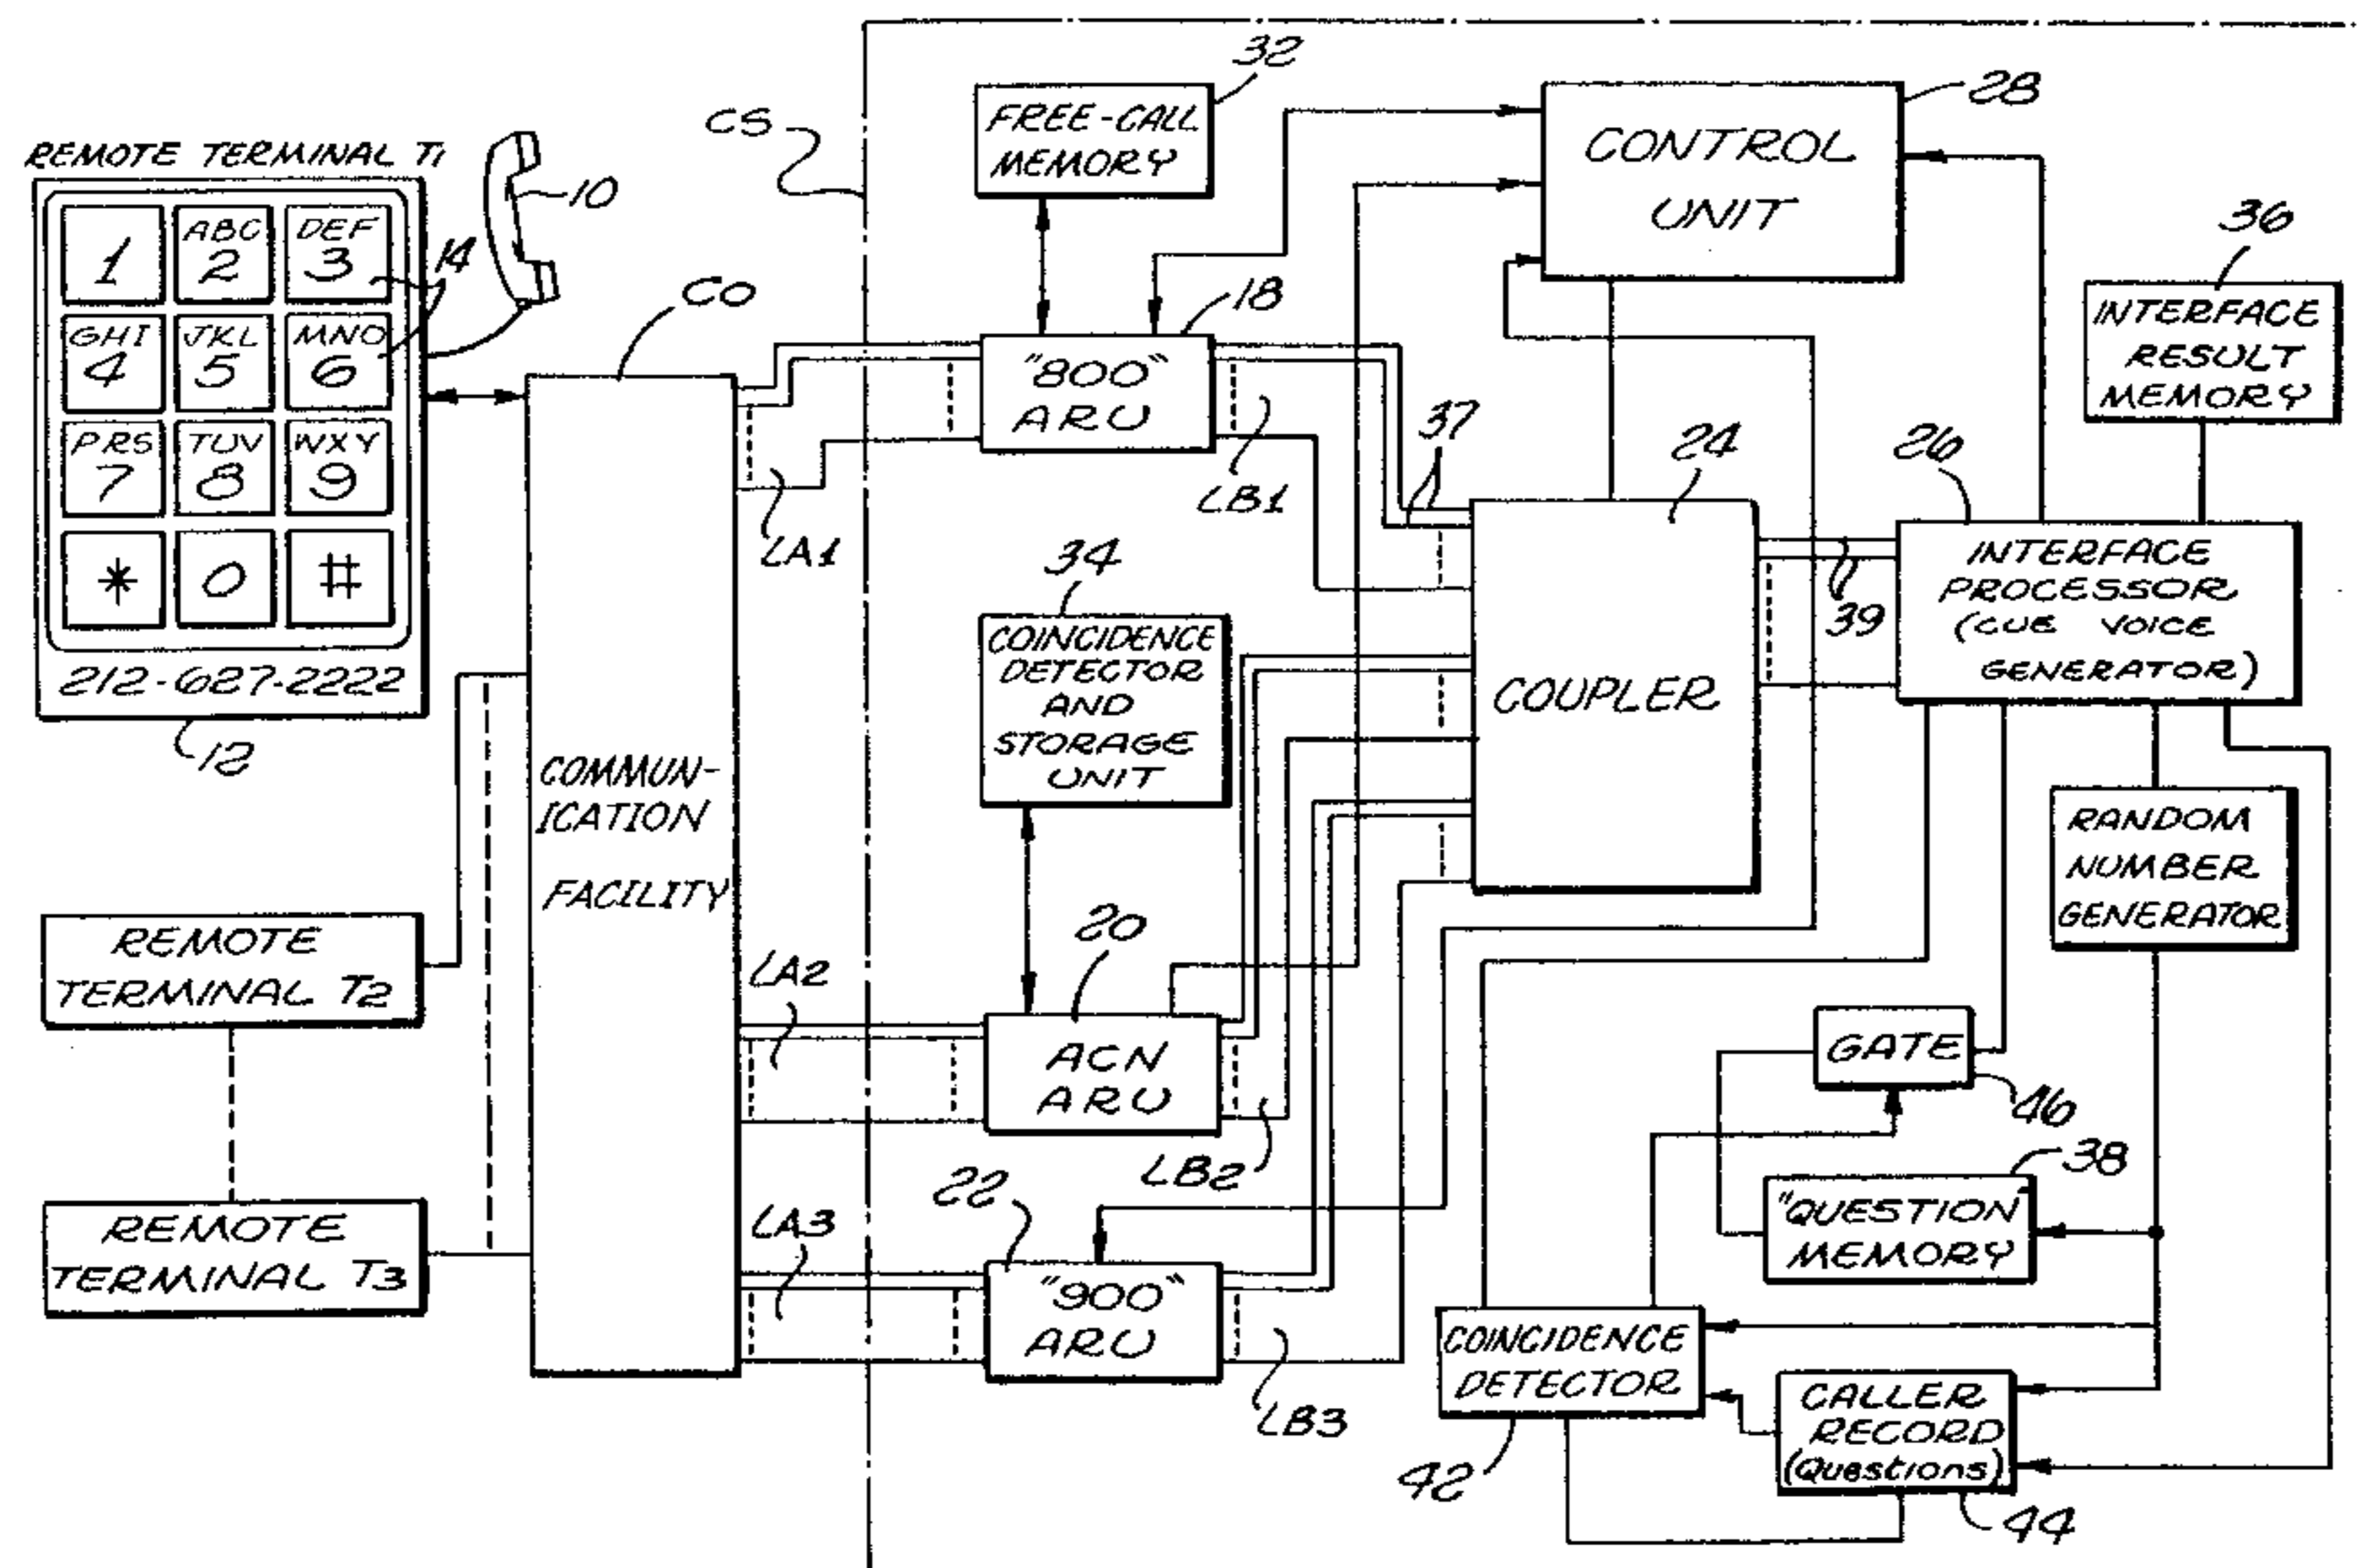 REMOTE TERMINAL T1
10
1
ABC
2
DEF
3
14
GHI
4
JKL
5
MNO
6
PRS
7
TUV
8
WXY
9
*
0
#
212-627-2222
12
REMOTE
TERMINAL T2
REMOTE
TERMINAL T3
CO
COMMUN-
ICATION
FACILITY
LA1
LA2
LA3
CS
32
FREE-CALL
MEMORY
18
"800"
ARU
LB1
34
COINCIDENCE
DETECTOR
AND
STORAGE
UNIT
20
ACN
ARU
LB2
22
"900"
ARU
LB3
28
CONTROL
UNIT
37
24
COUPLER
39
36
INTERFACE
RESULT
MEMORY
26
INTERFACE
PROCESSOR
(CUE VOICE
GENERATOR)
RANDOM
NUMBER
GENERATOR
GATE
46
38
"QUESTION
MEMORY
COINCIDENCE
DETECTOR
42
CALLER
RECORD
(Questions)
44